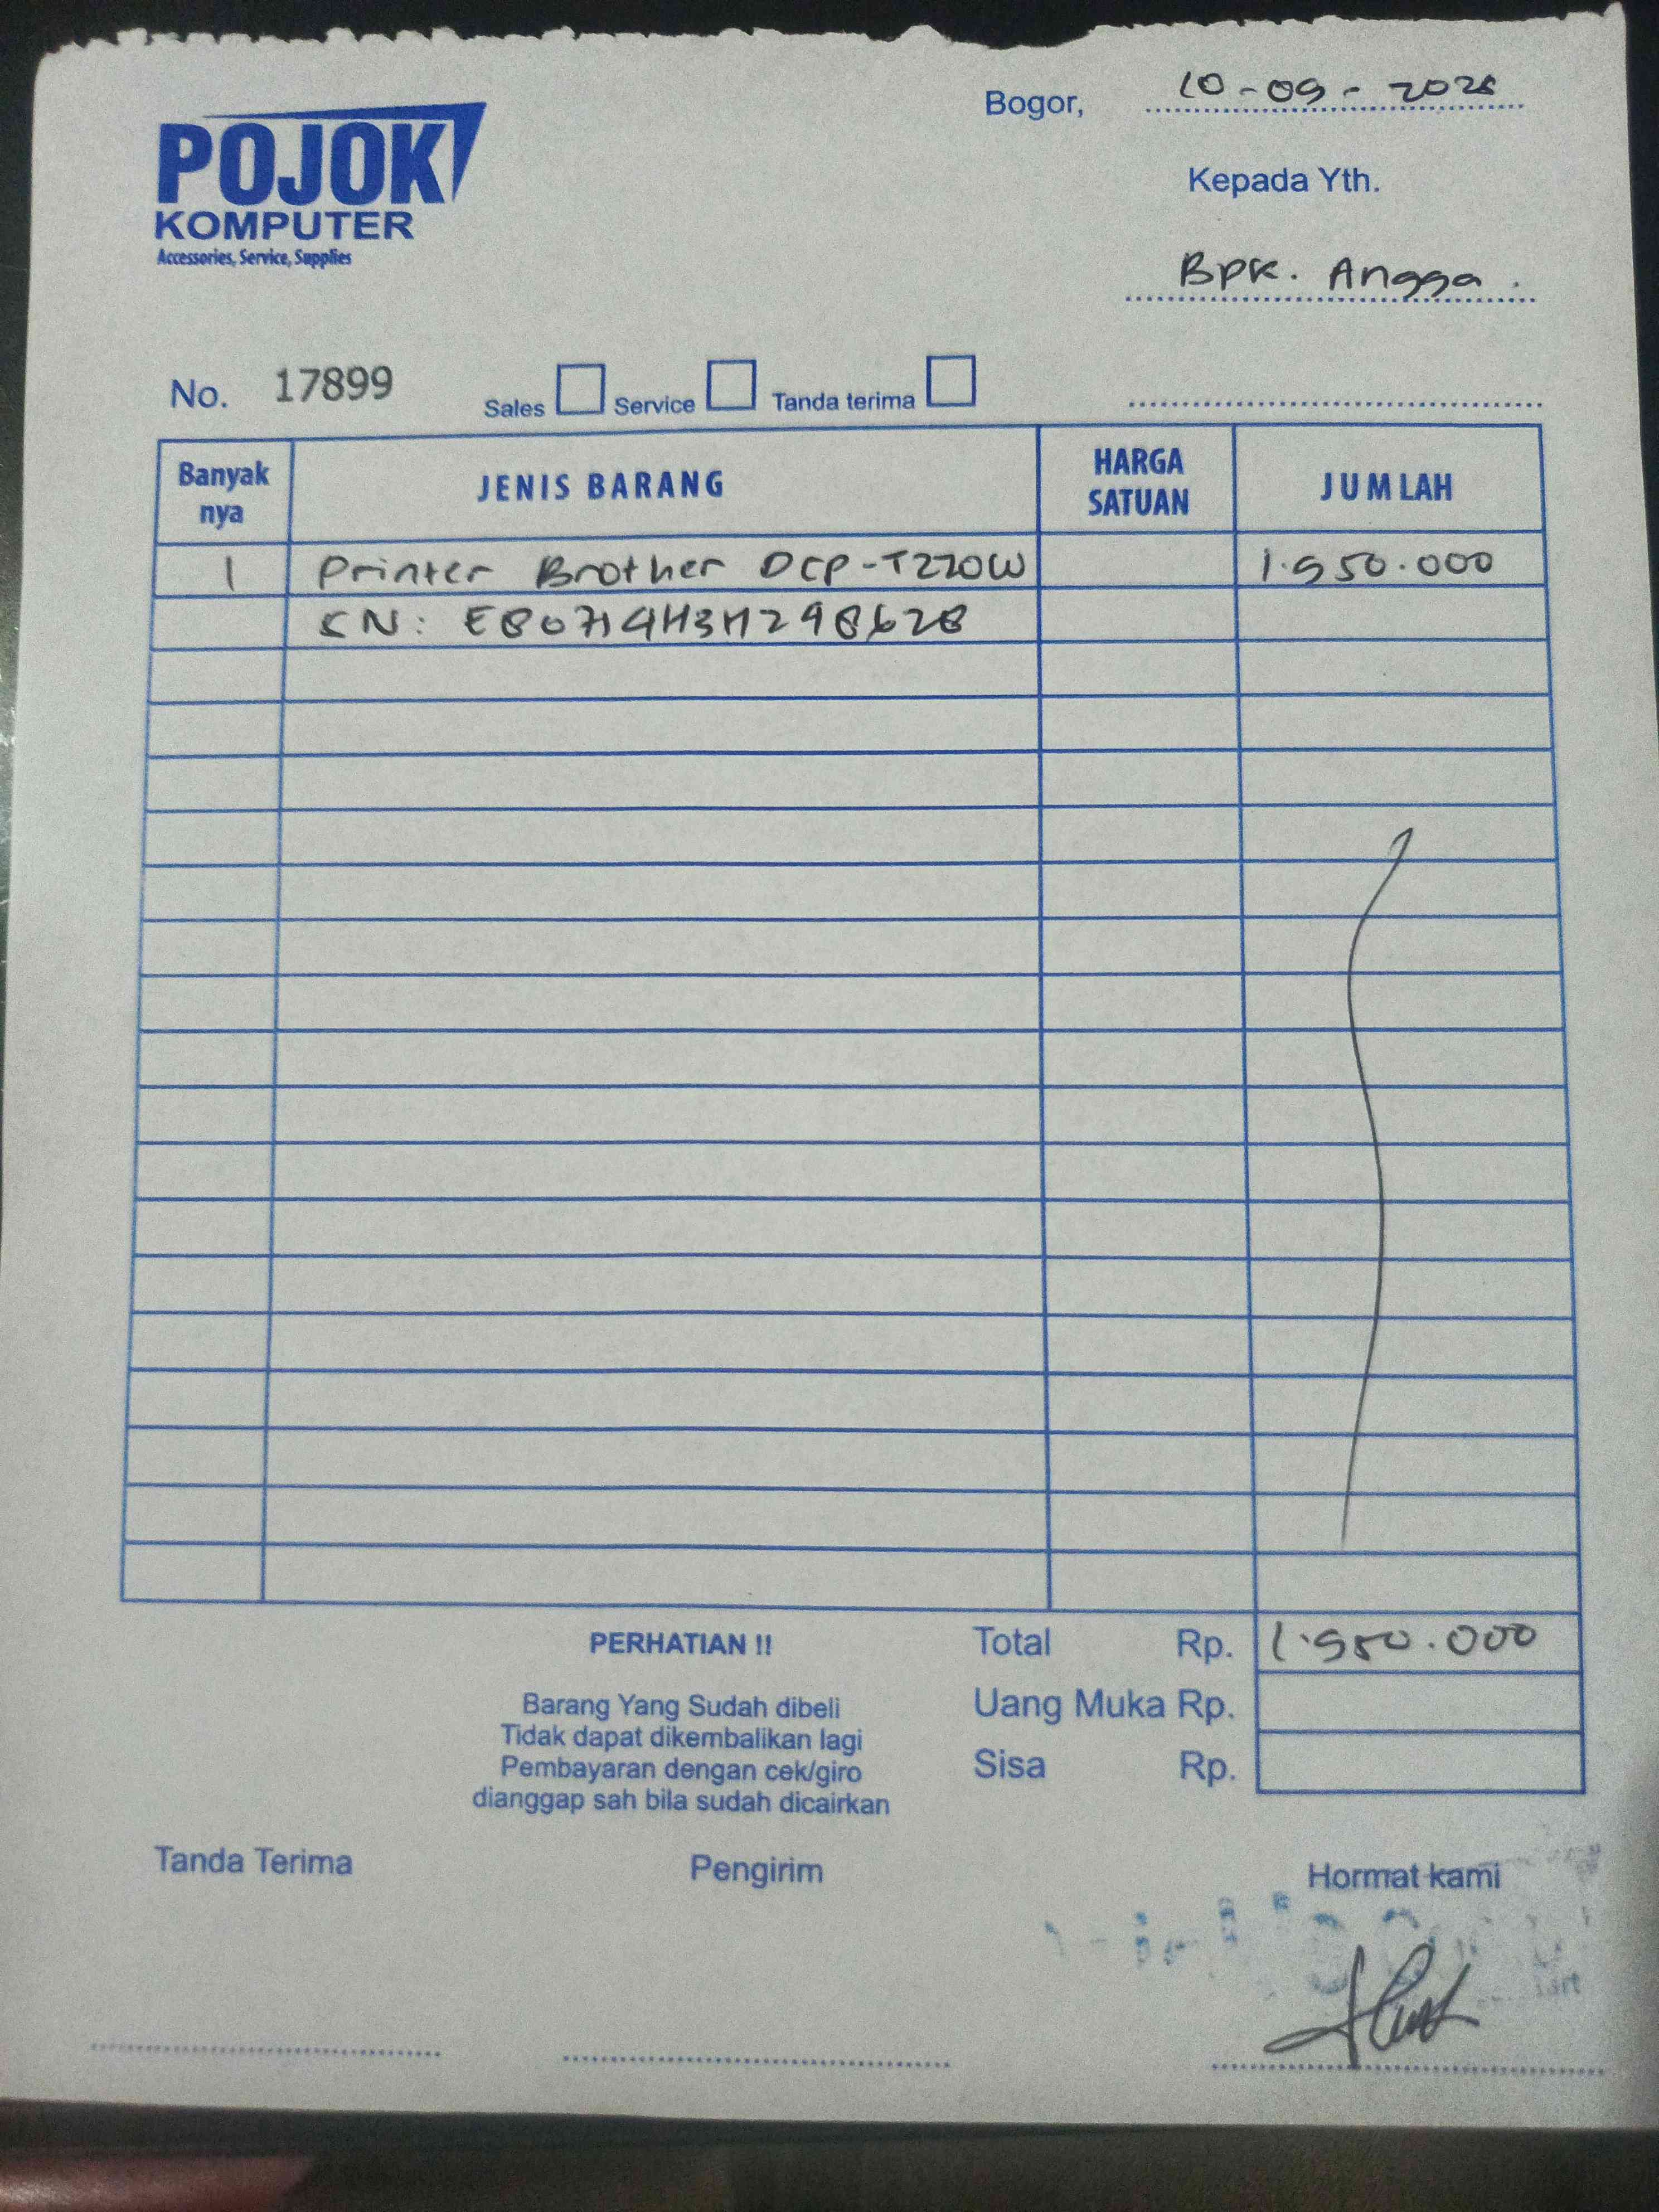 POJOK
KOMPUTER
Accessories, Service, Supplies
Bogor, 10-09-2025
Kepada Yth.
Bpk. Angga.
No. 17899
Sales Service Tanda terima
Banyak nya JENIS BARANG HARGA SATUAN JUMLAH
1 Printer Brother DCP-T220W 1.950.000
SN:
PERHATIAN !!
Barang Yang Sudah dibeli
Tidak dapat dikembalikan lagi
Pembayaran dengan cek/giro
dianggap sah bila sudah dicairkan
Total Rp. 1.950.000
Uang Muka Rp.
Sisa Rp.
Tanda Terima Pengirim Hormat kami